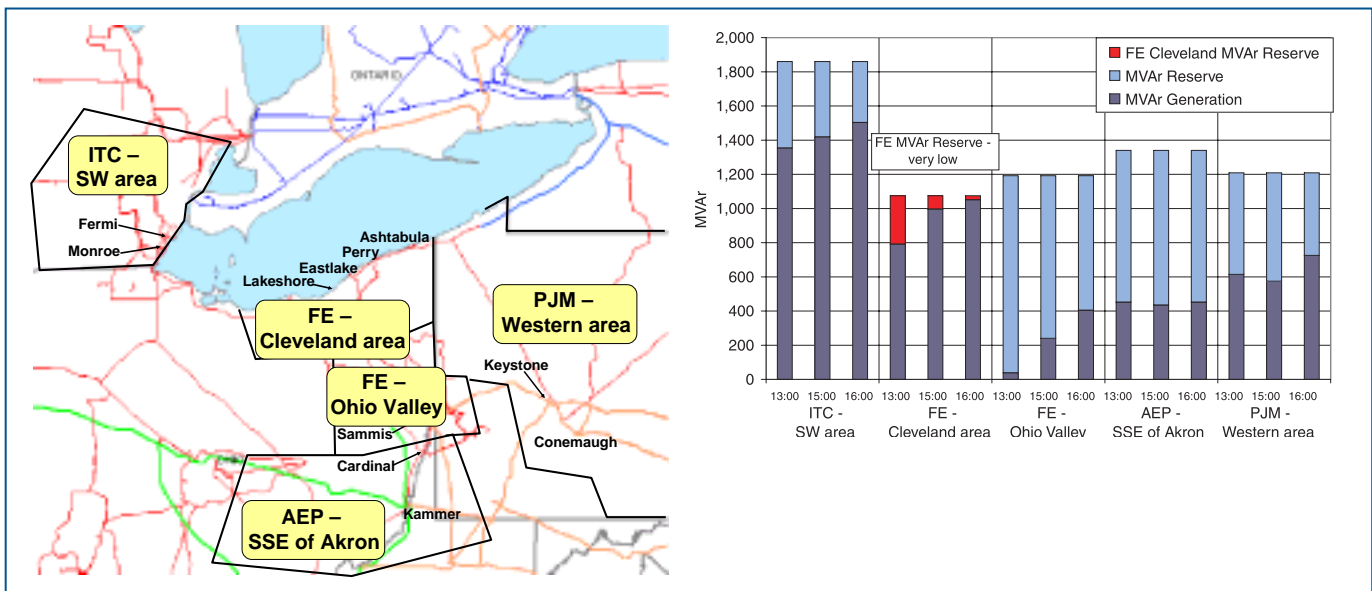 ONTARIO
ITC –
SW area
Fermi
Monroe
Ashtabula
Perry
Eastlake
Lakeshore
FE –
Cleveland area
PJM –
Western area
Keystone
FE –
Ohio Valley
Sammis
Conemaugh
Cardinal
AEP –
SSE of Akron
Kammer
MVAr
2,000
1,800
1,600
1,400
1,200
1,000
800
600
400
200
0
FE Cleveland MVAr Reserve
MVAr Reserve
MVAr Generation
FE MVAr Reserve -
very low
13:00 15:00 16:00 13:00 15:00 16:00 13:00 15:00 16:00 13:00 15:00 16:00 13:00 15:00 16:00
ITC - FE - FE - AEP - PJM -
SW area Cleveland area Ohio Valley SSE of Akron Western area